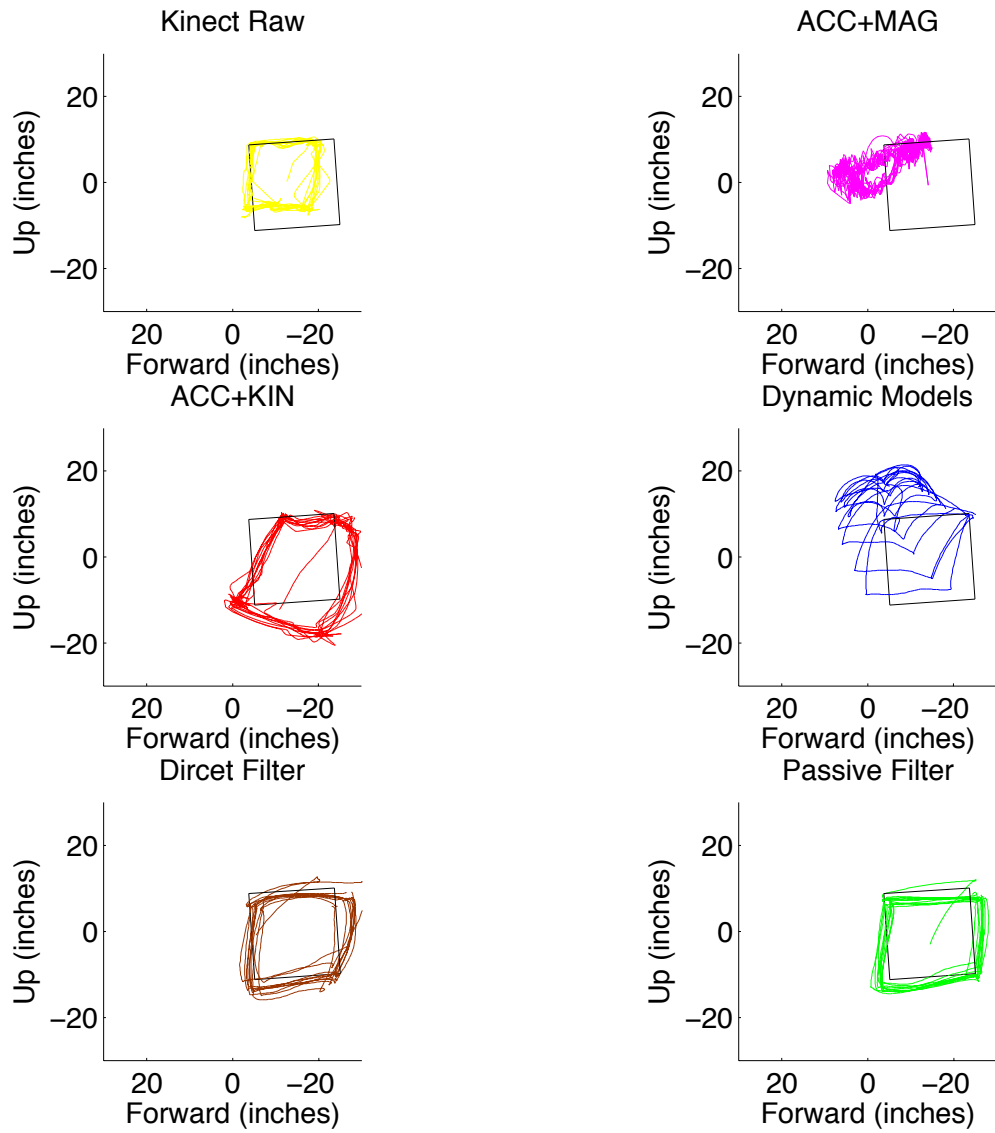 Kinect Raw
ACC+MAG
20
0
−20
Up (inches)
20 0 −20
Forward (inches)
20
0
−20
Up (inches)
20 0 −20
Forward (inches)
ACC+KIN
Dynamic Models
20
0
−20
Up (inches)
20 0 −20
Forward (inches)
20
0
−20
Up (inches)
20 0 −20
Forward (inches)
Dircet Filter
Passive Filter
20
0
−20
Up (inches)
20 0 −20
Forward (inches)
20
0
−20
Up (inches)
20 0 −20
Forward (inches)